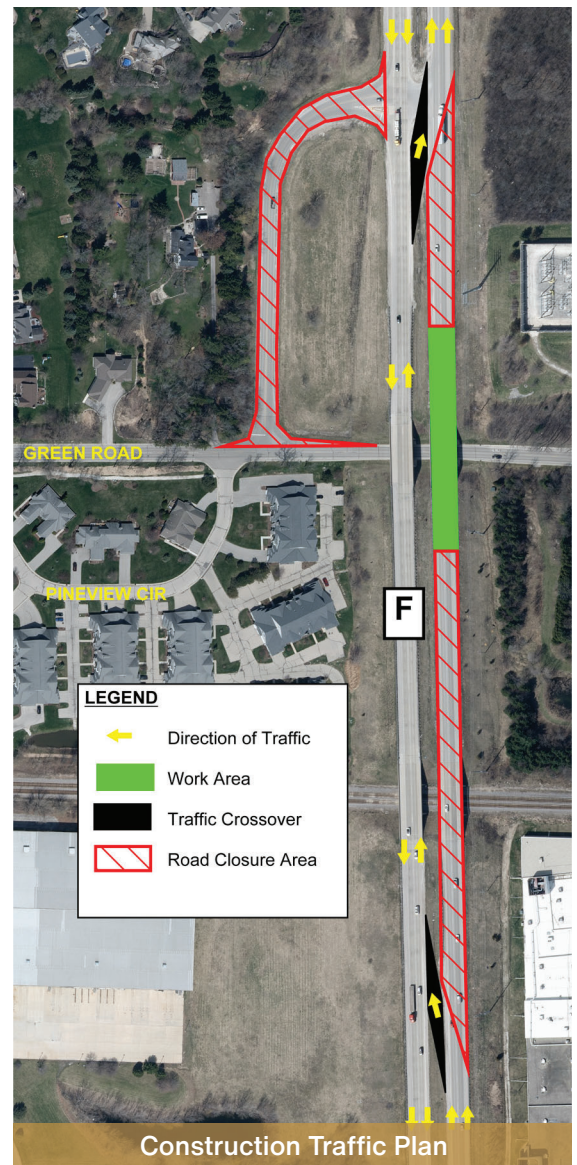 GREEN ROAD
PINEVIEW CIR
F
LEGEND
Direction of Traffic
Work Area
Traffic Crossover
Road Closure Area
Construction Traffic Plan